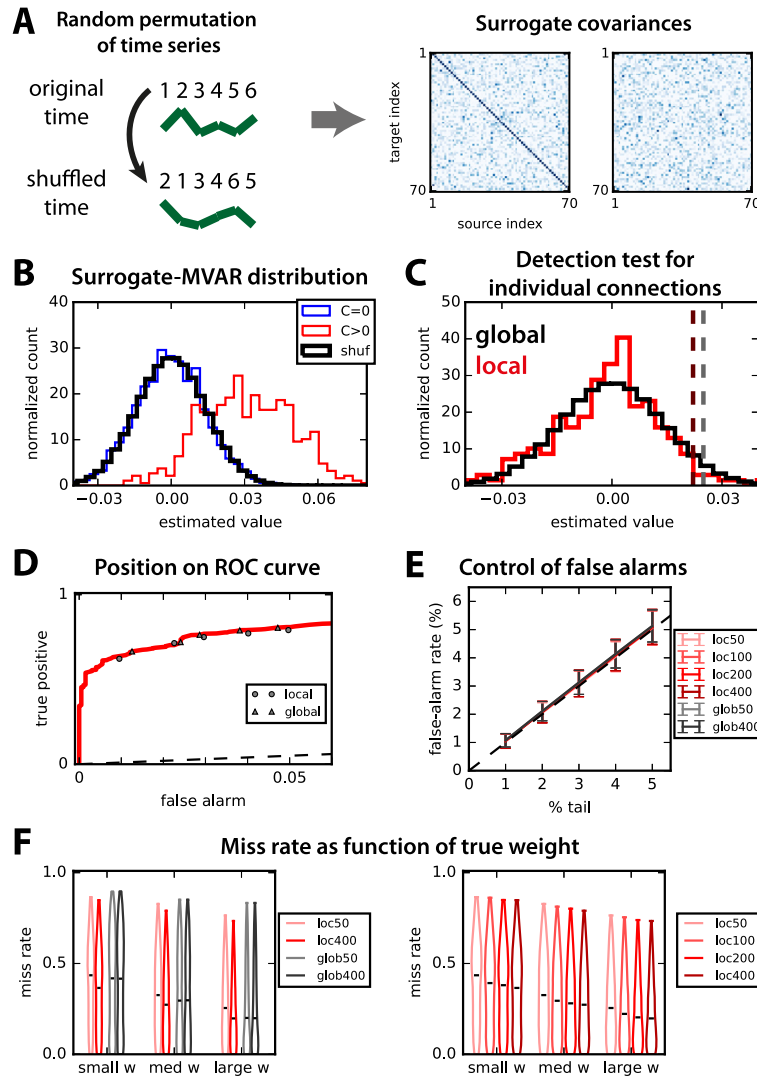 A
Random permutation
of time series
original
time
1 2 3 4 5 6
shuffled
time
2 1 3 4 6 5
Surrogate covariances
target index
1
70
1
70
source index
1
70
B
Surrogate-MVAR distribution
normalized count
40
30
20
10
0
−0.03
0.00
0.03
0.06
estimated value
C=0
C>0
shuf
C
Detection test for
individual connections
normalized count
50
40
30
20
10
0
−0.03
0.00
0.03
estimated value
global
local
D
Position on ROC curve
true positive
1
0
0
0.05
false alarm
local
global
E
Control of false alarms
false-alarm rate (%)
6
5
4
3
2
1
0
0
1
2
3
4
5
% tail
loc50
loc100
loc200
loc400
glob50
glob400
F
Miss rate as function of true weight
miss rate
1.0
0.5
0.0
small w
med w
large w
loc50
loc400
glob50
glob400
miss rate
1.0
0.5
0.0
small w
med w
large w
loc50
loc100
loc200
loc400